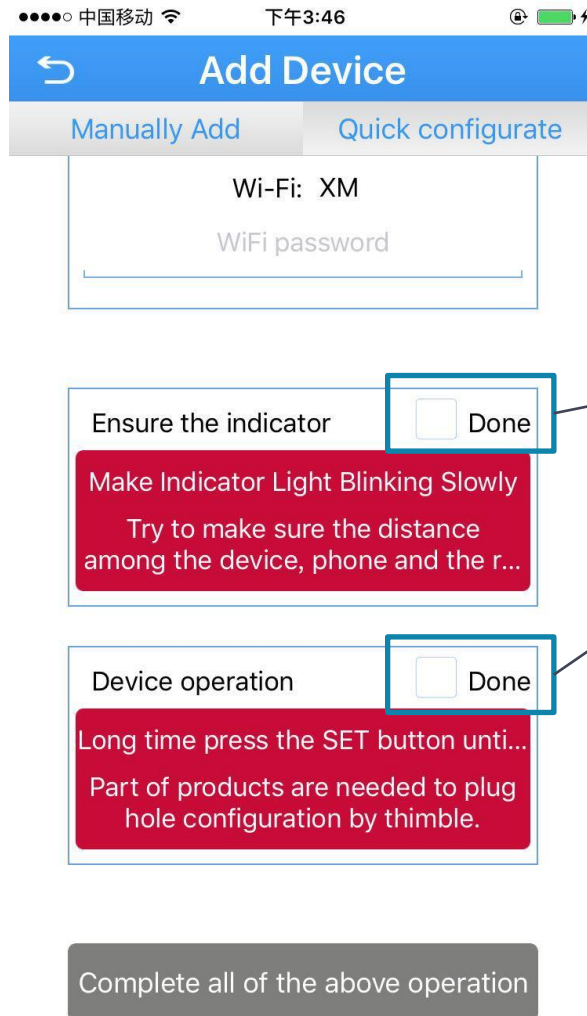 中国移动 下午3:46
Add Device
Manually Add Quick configurate
Wi-Fi: XM
WiFi password
Ensure the indicator Done
Make Indicator Light Blinking Slowly
Try to make sure the distance
among the device, phone and the r...
Device operation Done
Long time press the SET button unti...
Part of products are needed to plug
hole configuration by thimble.
Complete all of the above operation